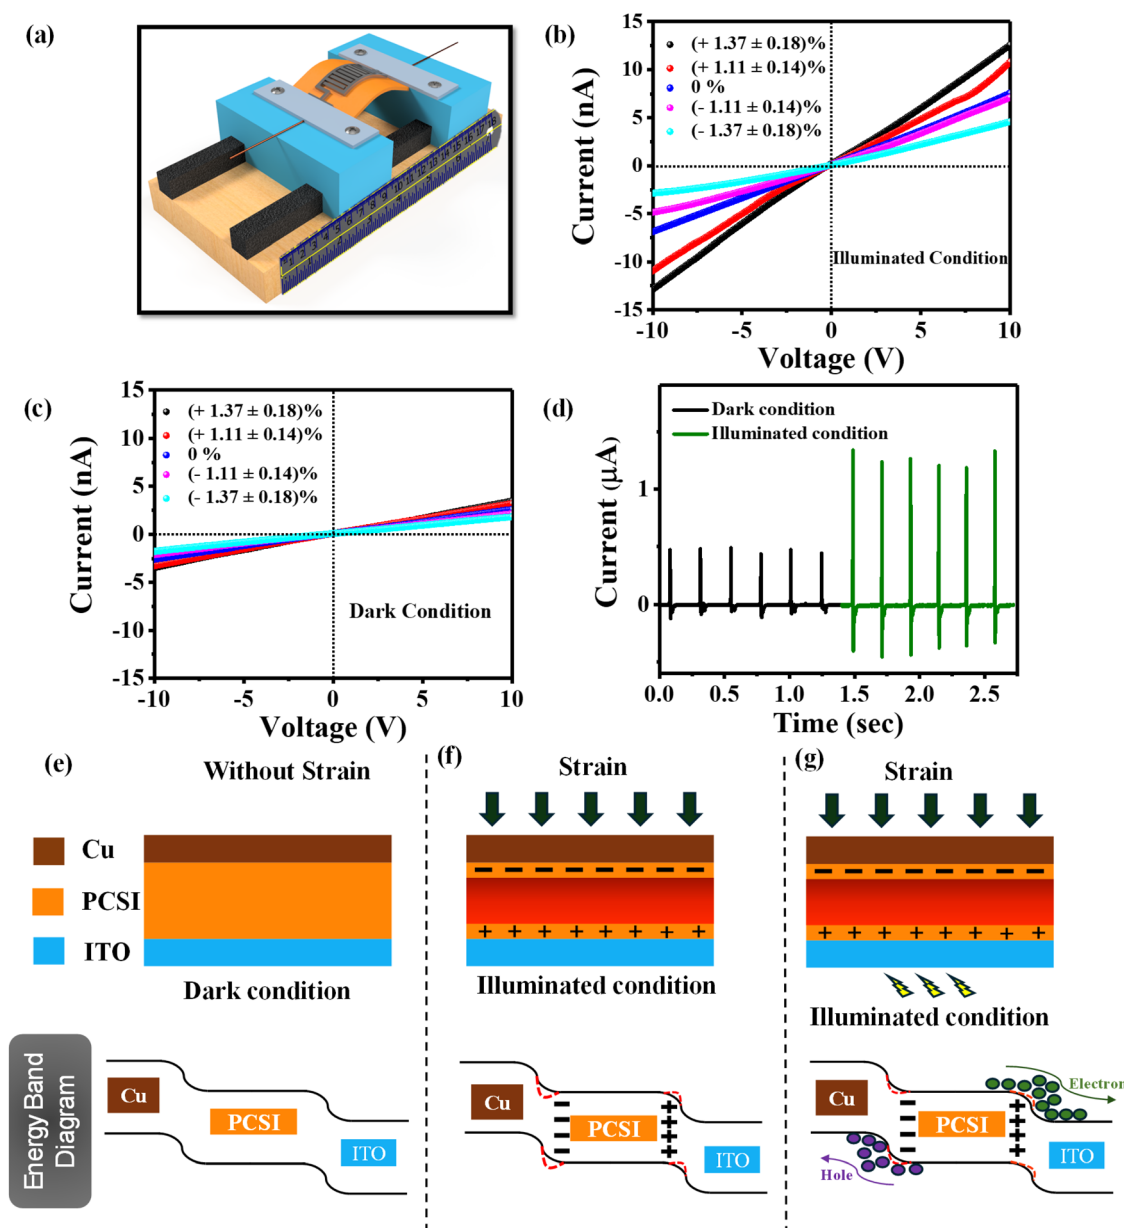 (a)
(b)
Current (nA)
15
10
5
0
-5
-10
15
(+ 1.37 ± 0.18)%
(+ 1.11 ± 0.14)%
0 %
(- 1.11 ± 0.14)%
(- 1.37 ± 0.18)%
Illuminated Condition
-10
-5
0
5
10
Voltage (V)
(c)
Current (nA)
15
10
5
0
-5
-10
-15
(+ 1.37 ± 0.18)%
(+ 1.11 ± 0.14)%
0 %
(- 1.11 ± 0.14)%
(- 1.37 ± 0.18)%
Dark Condition
-10
-5
0
5
10
Voltage (V)
(d)
Current (μA)
1
0
Dark condition
Illuminated condition
0.0
0.5
1.0
1.5
2.0
2.5
Time (sec)
(e)
Without Strain
Cu
PCSI
ITO
Dark condition
(f)
Strain
- - - - - - - -
+ + + + + + + +
Illuminated condition
(g)
Strain
- - - - - - - -
+ + + + + + + +
Illuminated condition
Energy Band
Diagram
Cu
PCSI
ITO
Cu
PCSI
ITO
Cu
PCSI
ITO
Electron
Hole